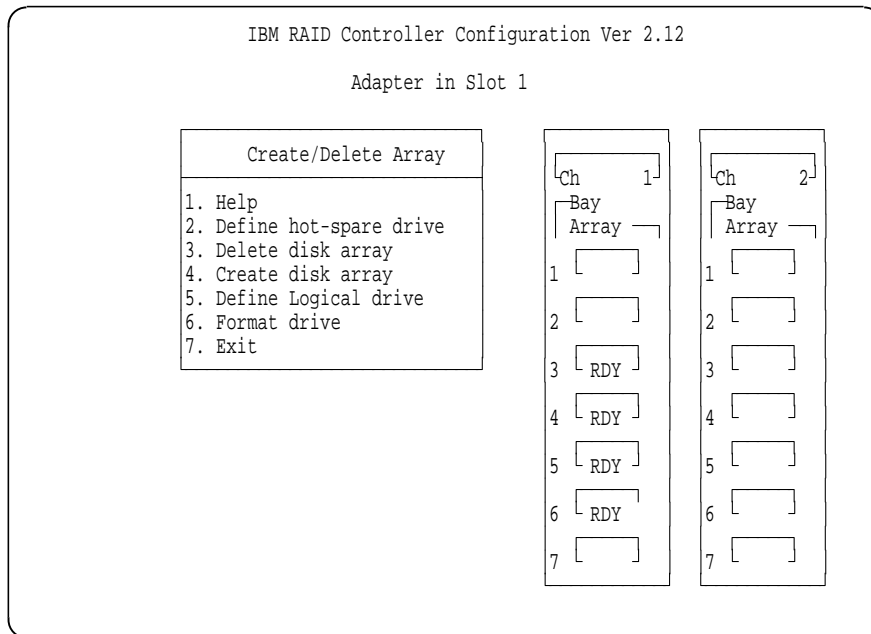 IBM RAID Controller Configuration Ver 2.12
Adapter in Slot 1
Create/Delete Array
1. Help
2. Define hot-spare drive
3. Delete disk array
4. Create disk array
5. Define Logical drive
6. Format drive
7. Exit
Ch 1
Bay
Array
1
2
3 RDY
4 RDY
5 RDY
6 RDY
7
Ch 2
Bay
Array
1
2
3
4
5
6
7